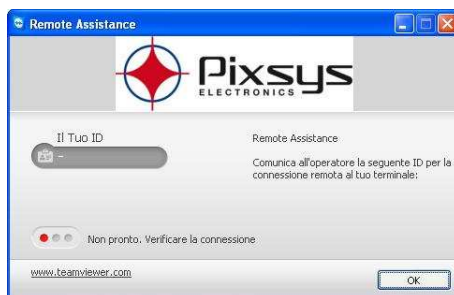 Remote Assistance
Pixsys
ELECTRONICS
Il Tuo ID
-
Remote Assistance
Comunica all'operatore la seguente ID per la
connessione remota al tuo terminale:
Non pronto. Verificare la connessione
www.teamviewer.com
OK